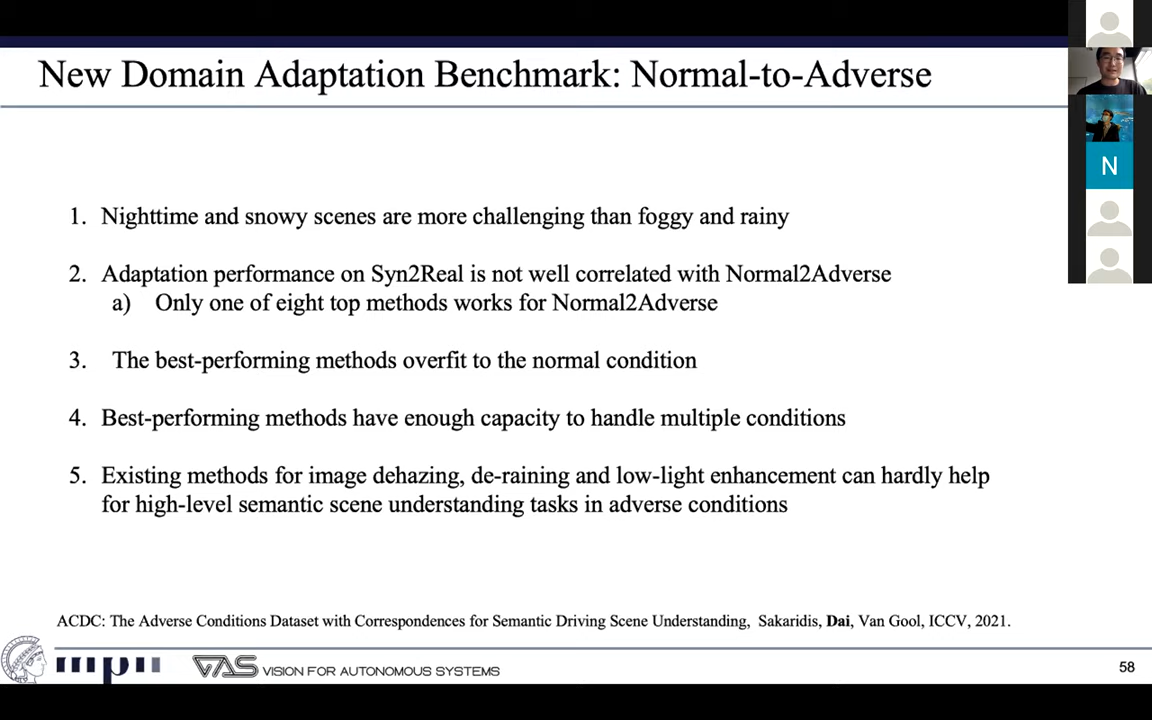 New Domain Adaptation Benchmark: Normal-to-Adverse
N
1. Nighttime and snowy scenes are more challenging than foggy and rainy
2. Adaptation performance on Syn2Real is not well correlated with Normal2Adverse
a) Only one of eight top methods works for Normal2Adverse
3. The best-performing methods overfit to the normal condition
4. Best-performing methods have enough capacity to handle multiple conditions
5. Existing methods for image dehazing, de-raining and low-light enhancement can hardly help
for high-level semantic scene understanding tasks in adverse conditions
ACDC: The Adverse Conditions Dataset with Correspondences for Semantic Driving Scene Understanding, Sakaridis, Dai, Van Gool, ICCV, 2021.
mpii VAS VISION FOR AUTONOMOUS SYSTEMS
58